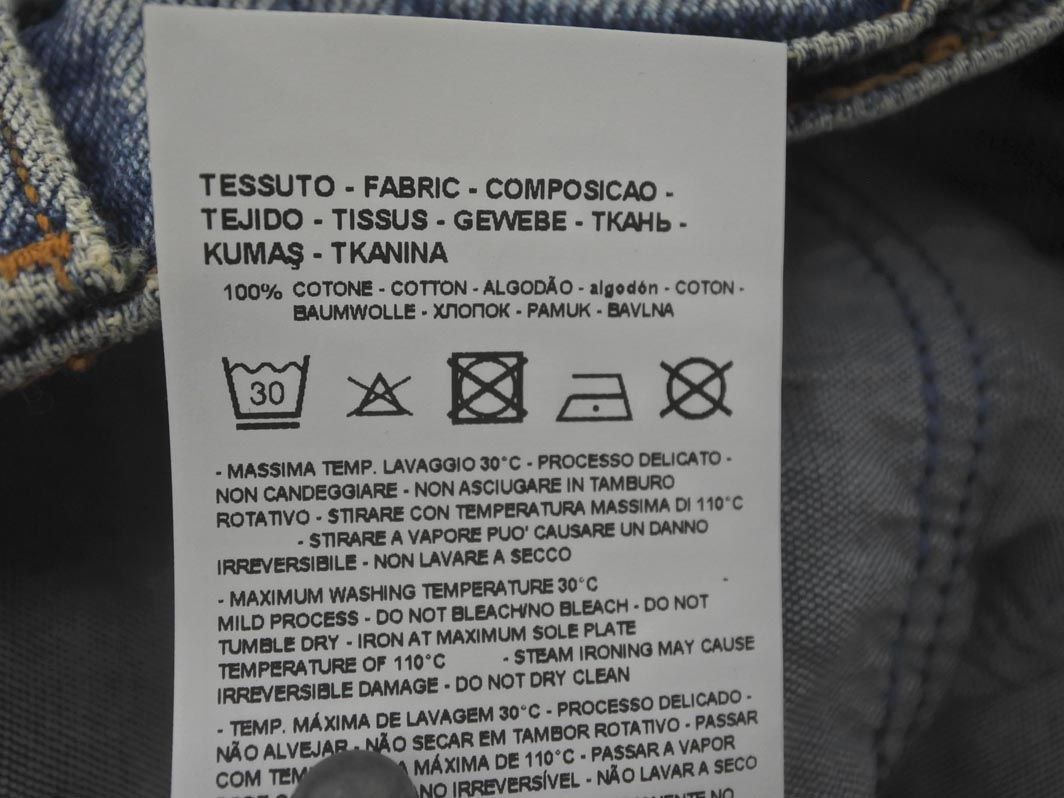 TESSUTO - FABRIC - COMPOSICAO -
TEJIDO - TISSUS - GEWEBE - ТКАНЬ -
KUMAŞ - TKANINA
100% COTONE - COTTON - ALGODÃO - algodón - COTON -
BAUMWOLLE - ХЛОПОК - PAMUK - BAVLNA
30
- MASSIMA TEMP. LAVAGGIO 30°C - PROCESSO DELICATO -
NON CANDEGGIARE - NON ASCIUGARE IN TAMBURO
ROTATIVO - STIRARE CON TEMPERATURA MASSIMA DI 110°C
- STIRARE A VAPORE PUO' CAUSARE UN DANNO
IRREVERSIBILE - NON LAVARE A SECCO
- MAXIMUM WASHING TEMPERATURE 30°C
MILD PROCESS - DO NOT BLEACH/NO BLEACH - DO NOT
TUMBLE DRY - IRON AT MAXIMUM SOLE PLATE
TEMPERATURE OF 110°C - STEAM IRONING MAY CAUSE
IRREVERSIBLE DAMAGE - DO NOT DRY CLEAN
- TEMP. MÁXIMA DE LAVAGEM 30°C - PROCESSO DELICADO -
NÃO ALVEJAR - NÃO SECAR EM TAMBOR ROTATIVO - PASSAR
COM TEM A MÁXIMA DE 110°C - PASSAR A VAPOR
NO IRREVERSÍVEL - NÃO LAVAR A SECO